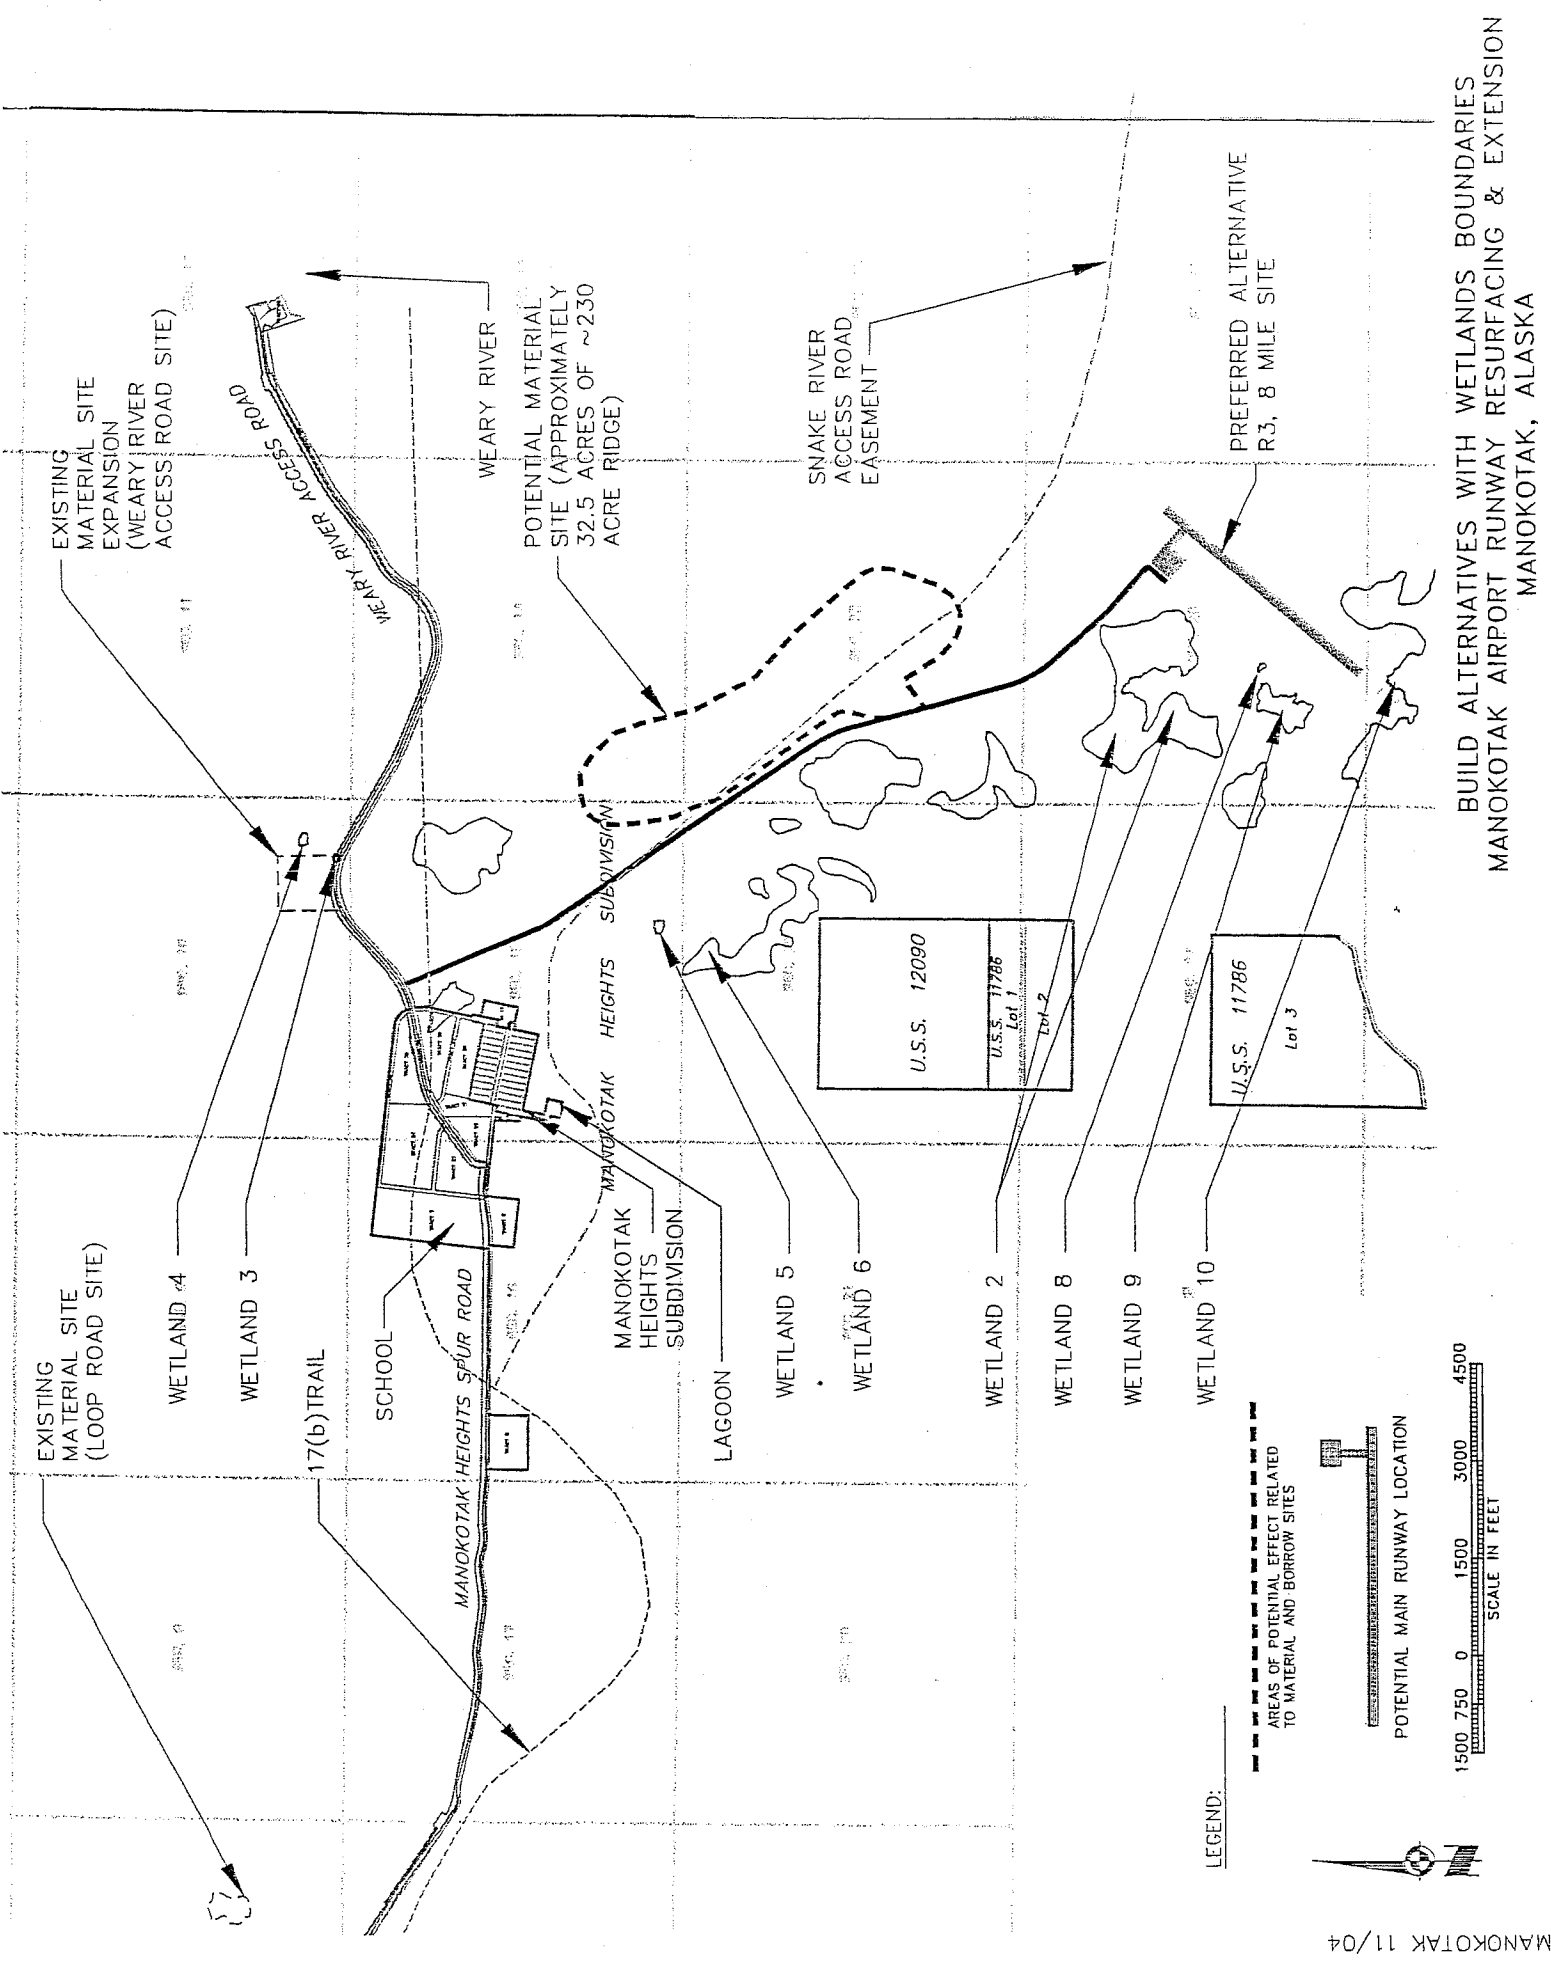 EXISTING
MATERIAL SITE
(LOOP ROAD SITE)
EXISTING
MATERIAL SITE
EXPANSION
(WEARY RIVER
ACCESS ROAD SITE)
WETLAND 4
WETLAND 3
17(b)TRAIL
SCHOOL
WEARY RIVER ACCESS ROAD
WEARY RIVER ACCESS ROAD
WEARY RIVER
MANOKOTAK HEIGHTS SPUR ROAD
POTENTIAL MATERIAL
SITE (APPROXIMATELY
32.5 ACRES OF ~230
ACRE RIDGE)
MANOKOTAK HEIGHTS SUBDIVISION
MANOKOTAK
HEIGHTS
SUBDIVISION
LAGOON
WETLAND 5
WETLAND 6
SNAKE RIVER
ACCESS ROAD
EASEMENT
U.S.S. 12090
U.S.S. 11786
Lot 1
Lot 2
WETLAND 2
WETLAND 8
WETLAND 9
WETLAND 10
U.S.S. 11786
Lot 3
PREFERRED ALTERNATIVE
R3, 8 MILE SITE
LEGEND:
AREAS OF POTENTIAL EFFECT RELATED
TO MATERIAL AND BORROW SITES
POTENTIAL MAIN RUNWAY LOCATION
1500 750 0 1500 3000 4500
SCALE IN FEET
BUILD ALTERNATIVES WITH WETLANDS BOUNDARIES
MANOKOTAK AIRPORT RUNWAY RESURFACING & EXTENSION
MANOKOTAK, ALASKA
MANOKOTAK 11/04